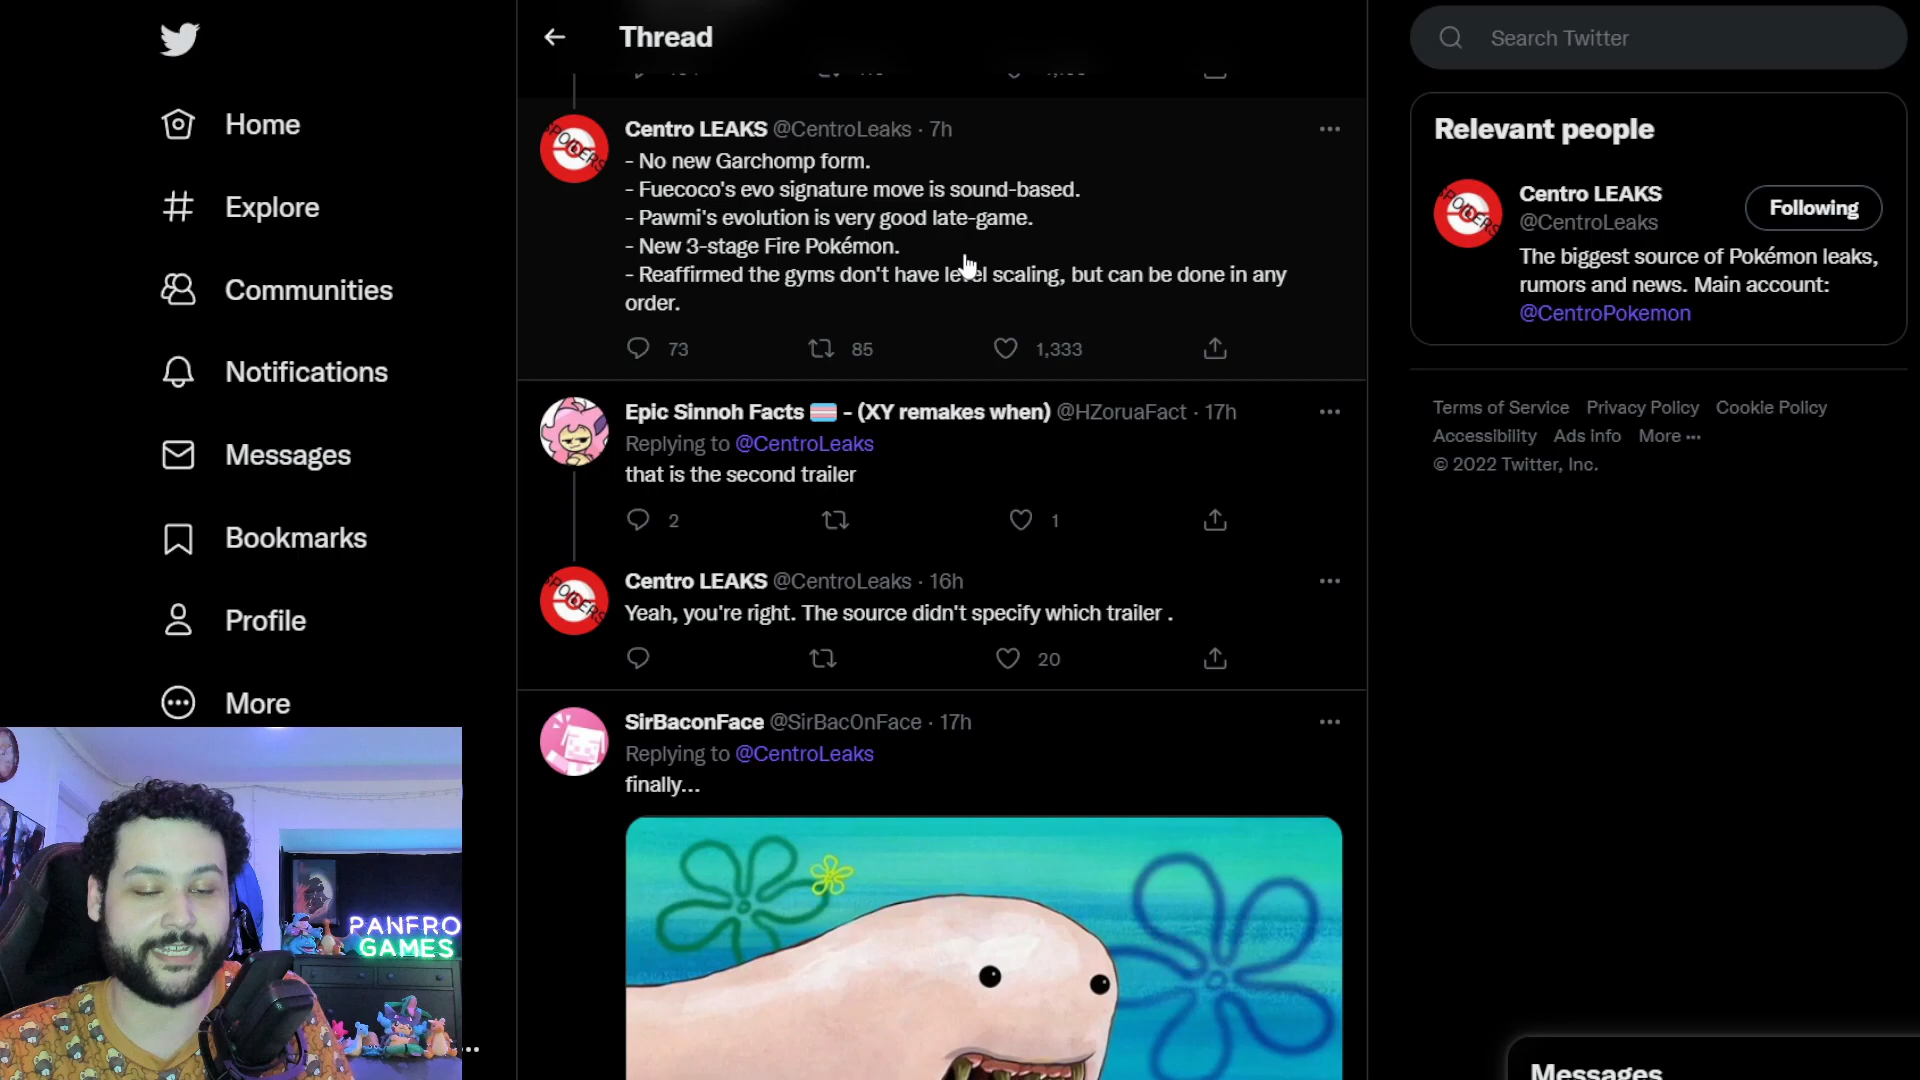 Thread
Search Twitter
Home
Explore
Communities
Notifications
Messages
Bookmarks
Profile
More
Centro LEAKS @CentroLeaks · 7h
- No new Garchomp form.
- Fuecoco's evo signature move is sound-based.
- Pawmi's evolution is very good late-game.
- New 3-stage Fire Pokémon.
- Reaffirmed the gyms don't have level scaling, but can be done in any
order.
73 85 1,333
Epic Sinnoh Facts - (XY remakes when) @HZoruaFact · 17h
Replying to @CentroLeaks
that is the second trailer
2 1
Centro LEAKS @CentroLeaks · 16h
Yeah, you're right. The source didn't specify which trailer .
20
SirBaconFace @SirBac0nFace · 17h
Replying to @CentroLeaks
finally...
Relevant people
Centro LEAKS
@CentroLeaks
Following
The biggest source of Pokémon leaks,
rumors and news. Main account:
@CentroPokemon
Terms of Service Privacy Policy Cookie Policy
Accessibility Ads info More ···
© 2022 Twitter, Inc.
Messages
PANFRO
GAMES